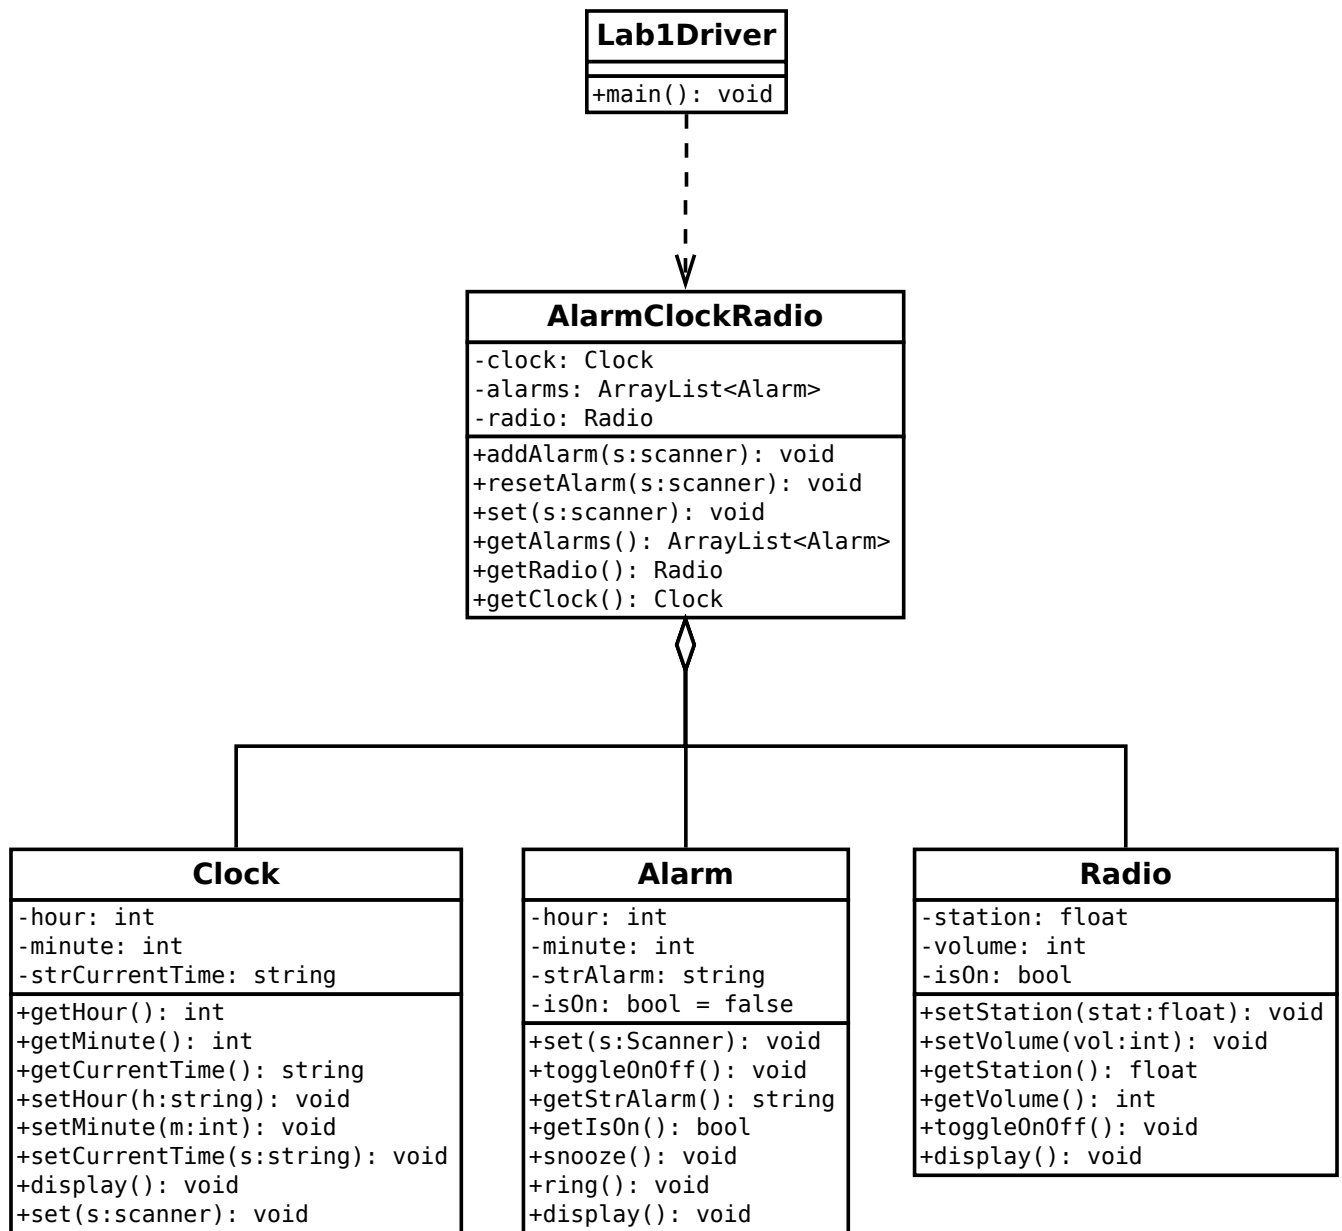 Lab1Driver
+main(): void
AlarmClockRadio
-clock: Clock
-alarms: ArrayList<Alarm>
-radio: Radio
+addAlarm(s:scanner): void
+resetAlarm(s:scanner): void
+set(s:scanner): void
+getAlarms(): ArrayList<Alarm>
+getRadio(): Radio
+getClock(): Clock
Clock
-hour: int
-minute: int
-strCurrentTime: string
+getHour(): int
+getMinute(): int
+getCurrentTime(): string
+setHour(h:string): void
+setMinute(m:int): void
+setCurrentTime(s:string): void
+display(): void
+set(s:scanner): void
Alarm
-hour: int
-minute: int
-strAlarm: string
-isOn: bool = false
+set(s:Scanner): void
+toggleOnOff(): void
+getStrAlarm(): string
+getIsOn(): bool
+snooze(): void
+ring(): void
+display(): void
Radio
-station: float
-volume: int
-isOn: bool
+setStation(stat:float): void
+setVolume(vol:int): void
+getStation(): float
+getVolume(): int
+toggleOnOff(): void
+display(): void